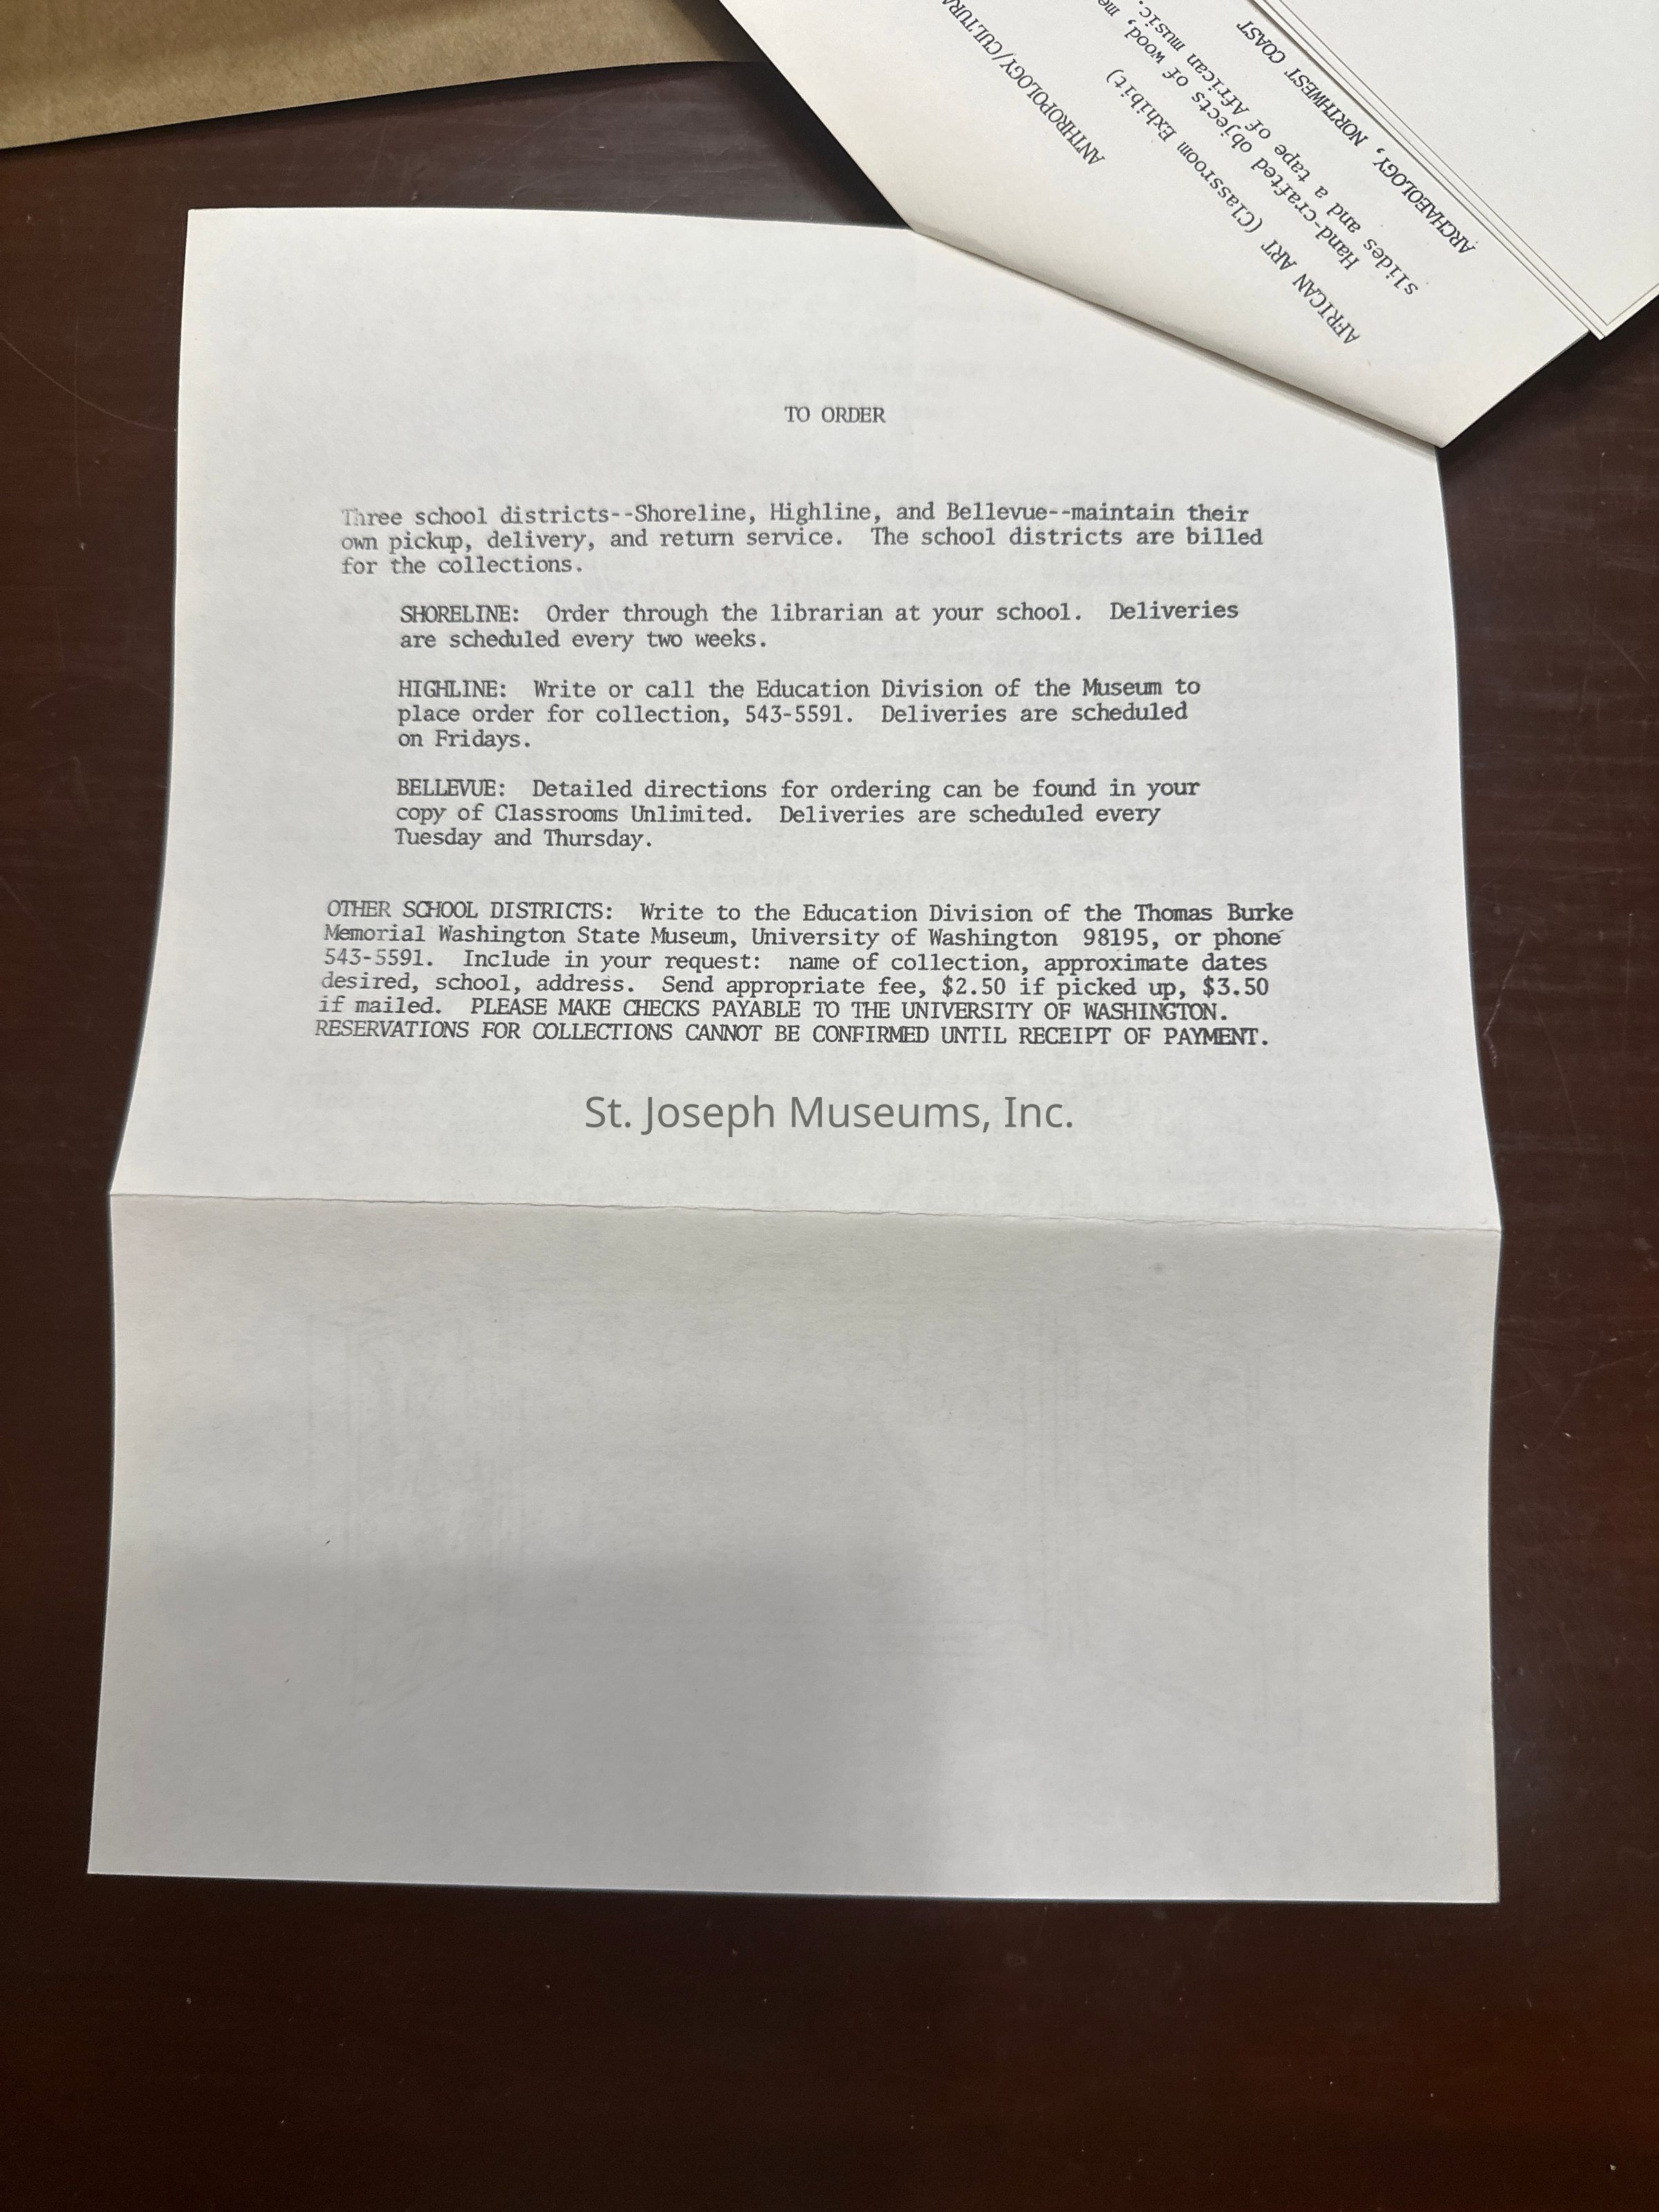 TO ORDER
Three school districts--Shoreline, Highline, and Bellevue--maintain their
own pickup, delivery, and return service. The school districts are billed
for the collections.
SHORELINE: Order through the librarian at your school. Deliveries
are scheduled every two weeks.
HIGHLINE: Write or call the Education Division of the Museum to
place order for collection, 543-5591. Deliveries are scheduled
on Fridays.
BELLEVUE: Detailed directions for ordering can be found in your
copy of Classrooms Unlimited. Deliveries are scheduled every
Tuesday and Thursday.
OTHER SCHOOL DISTRICTS: Write to the Education Division of the Thomas Burke
Memorial Washington State Museum, University of Washington 98195, or phone
543-5591. Include in your request: name of collection, approximate dates
desired, school, address. Send appropriate fee, $2.50 if picked up, $3.50
if mailed. PLEASE MAKE CHECKS PAYABLE TO THE UNIVERSITY OF WASHINGTON.
RESERVATIONS FOR COLLECTIONS CANNOT BE CONFIRMED UNTIL RECEIPT OF PAYMENT.
St. Joseph Museums, Inc.
ARCHAEOLOGY, NORTHWEST COAST
slides and a tape of African music.
Hand-crafted objects of wood,
AFRICAN ART (Classroom Exhibit)
ANTHROPOLOGY/CULTURA